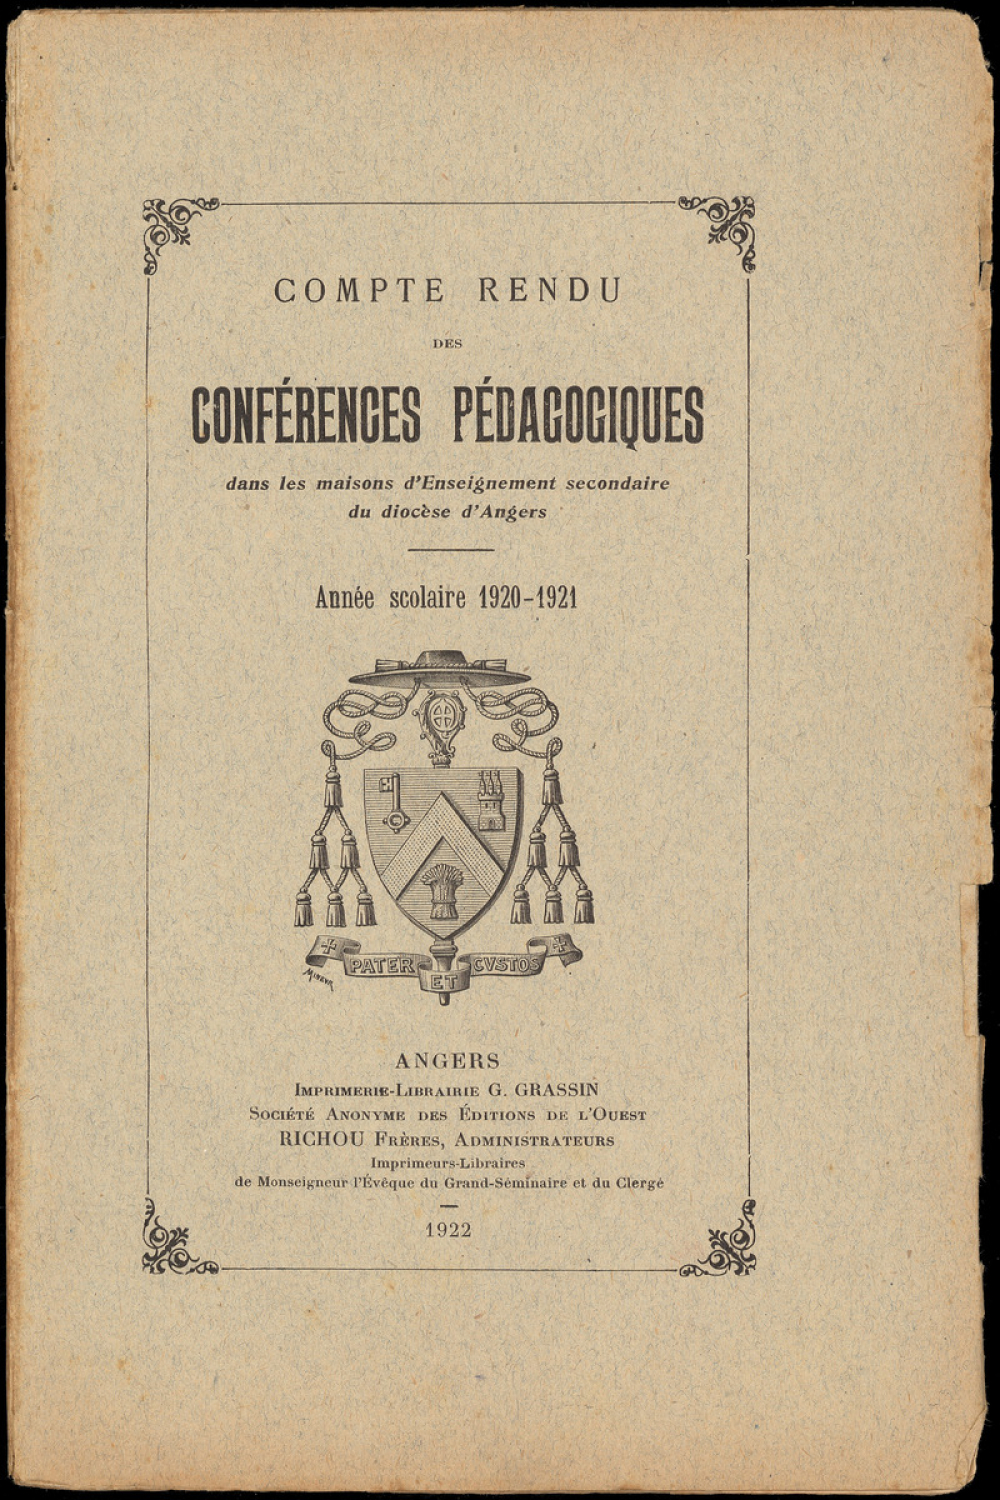 COMPTE RENDU
DES
CONFÉRENCES PÉDAGOGIQUES
dans les maisons d'Enseignement secondaire
du diocèse d'Angers
Année scolaire 1920-1921
PATER ET CVSTOS
ANGERS
IMPRIMERIE-LIBRAIRIE G. GRASSIN
SOCIÉTÉ ANONYME DES ÉDITIONS DE L'OUEST
RICHOU FRÈRES, ADMINISTRATEURS
Imprimeurs-Libraires
de Monseigneur l'Évêque du Grand-Séminaire et du Clergé
1922